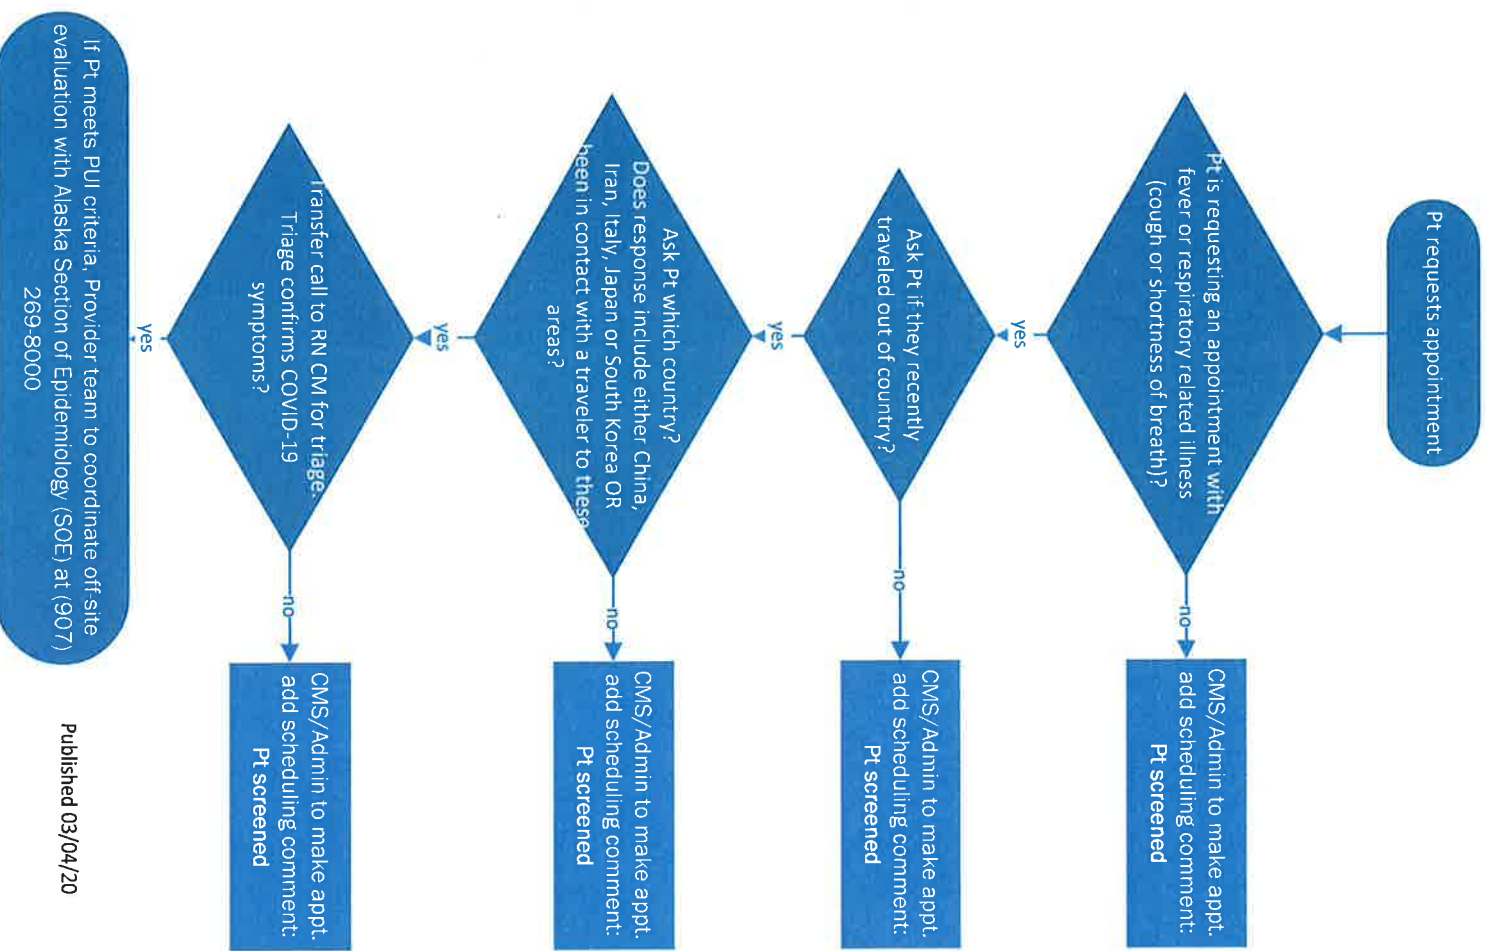 Pt requests appointment
Pt is requesting an appointment with
fever or respiratory related illness
(cough or shortness of breath)?
no
CMS/Admin to make appt.
add scheduling comment:
Pt screened
yes
Ask Pt if they recently
traveled out of country?
no
CMS/Admin to make appt.
add scheduling comment:
Pt screened
yes
Ask Pt which country?
Does response include either China,
Iran, Italy, Japan or South Korea OR
been in contact with a traveler to these
areas?
no
CMS/Admin to make appt.
add scheduling comment:
Pt screened
yes
Transfer call to RN CM for triage.
Triage confirms COVID-19
symptoms?
no
CMS/Admin to make appt.
add scheduling comment:
Pt screened
yes
If Pt meets PUI criteria, Provider team to coordinate off-site
evaluation with Alaska Section of Epidemiology (SOE) at (907)
269-8000
Published 03/04/20